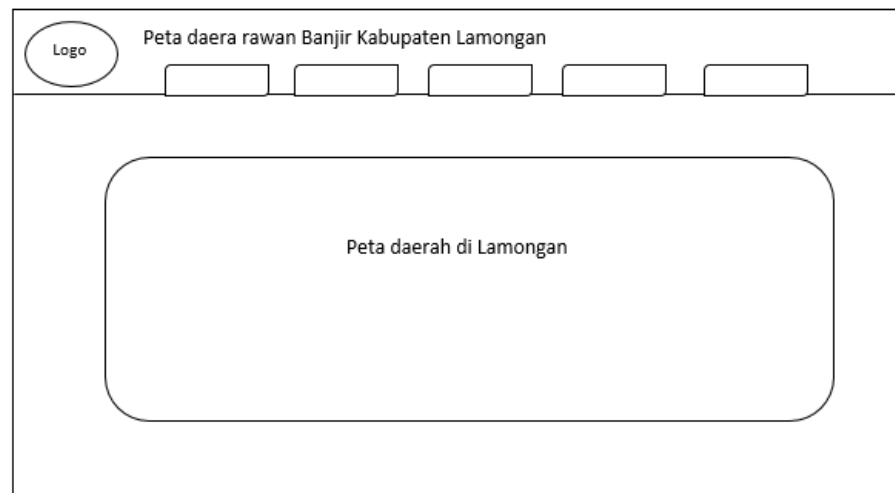 Logo
Peta daera rawan Banjir Kabupaten Lamongan
Peta daerah di Lamongan